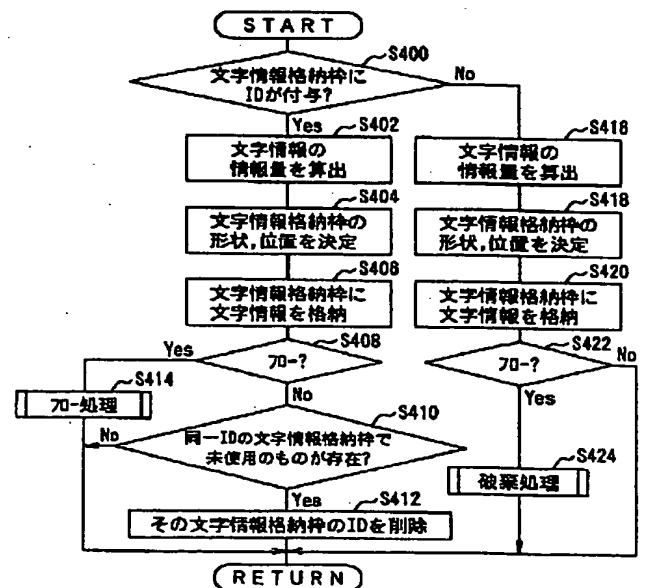 START
S400
文字情報格納枠に
IDが付与?
No
Yes
S402
文字情報の
情報量を算出
S404
文字情報格納枠の
形状,位置を決定
S406
文字情報格納枠に
文字情報を格納
S408
フロー?
Yes
No
S414
フロー処理
S410
同一IDの文字情報格納枠で
未使用のものが存在?
No
Yes
S412
その文字情報格納枠のIDを削除
S416
文字情報の
情報量を算出
S418
文字情報格納枠の
形状,位置を決定
S420
文字情報格納枠に
文字情報を格納
S422
フロー?
No
Yes
S424
破棄処理
RETURN